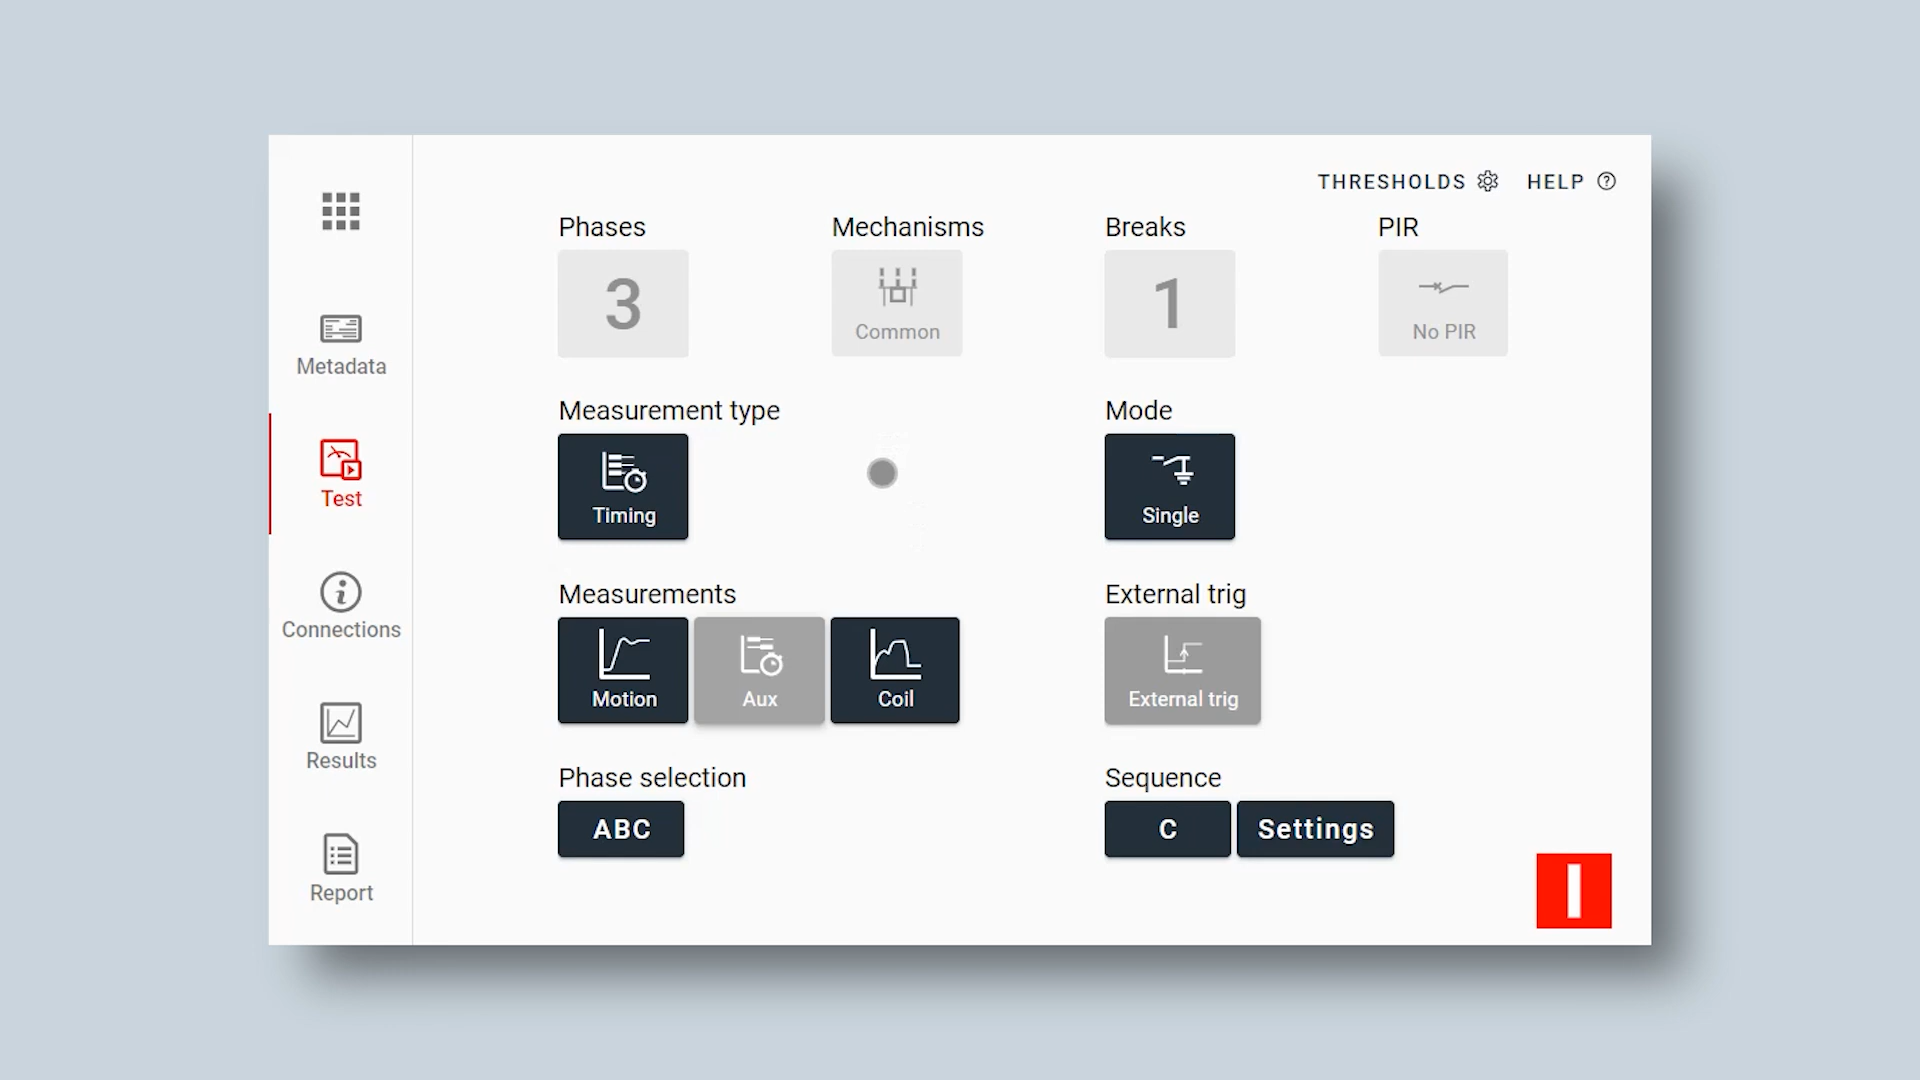 THRESHOLDS HELP
Phases Mechanisms Breaks PIR
3 Common 1 No PIR
Metadata
Measurement type Mode
Timing Single
Test
Measurements External trig
Connections
Motion Aux Coil External trig
Results
Phase selection Sequence
ABC C Settings
Report